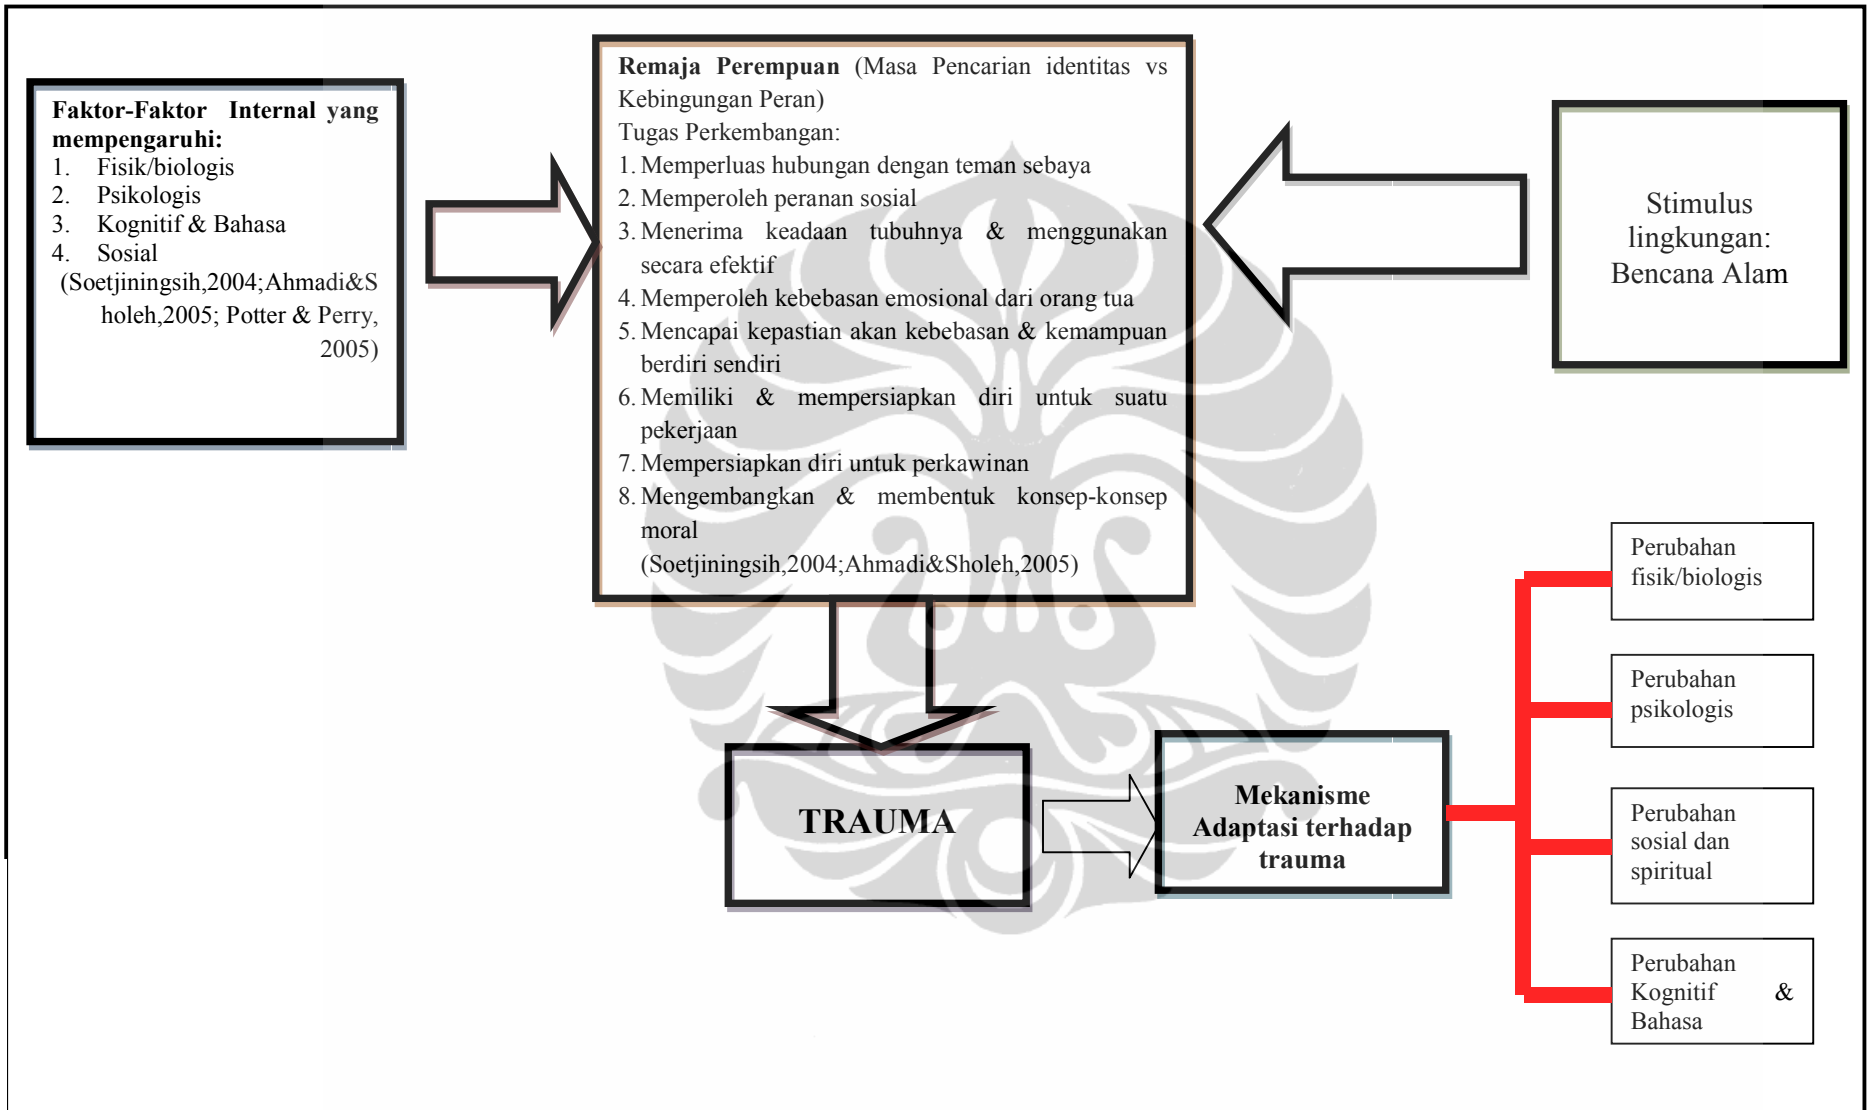 Faktor-Faktor Internal yang
mempengaruhi:
1. Fisik/biologis
2. Psikologis
3. Kognitif & Bahasa
4. Sosial
(Soetjiningsih,2004;Ahmadi&S
holeh,2005; Potter & Perry,
2005)
Remaja Perempuan (Masa Pencarian identitas vs
Kebingungan Peran)
Tugas Perkembangan:
1. Memperluas hubungan dengan teman sebaya
2. Memperoleh peranan sosial
3. Menerima keadaan tubuhnya & menggunakan
secara efektif
4. Memperoleh kebebasan emosional dari orang tua
5. Mencapai kepastian akan kebebasan & kemampuan
berdiri sendiri
6. Memiliki & mempersiapkan diri untuk suatu
pekerjaan
7. Mempersiapkan diri untuk perkawinan
8. Mengembangkan & membentuk konsep-konsep
moral
(Soetjiningsih,2004;Ahmadi&Sholeh,2005)
Stimulus
lingkungan:
Bencana Alam
TRAUMA
Mekanisme
Adaptasi terhadap
trauma
Perubahan
fisik/biologis
Perubahan
psikologis
Perubahan
sosial dan
spiritual
Perubahan
Kognitif &
Bahasa